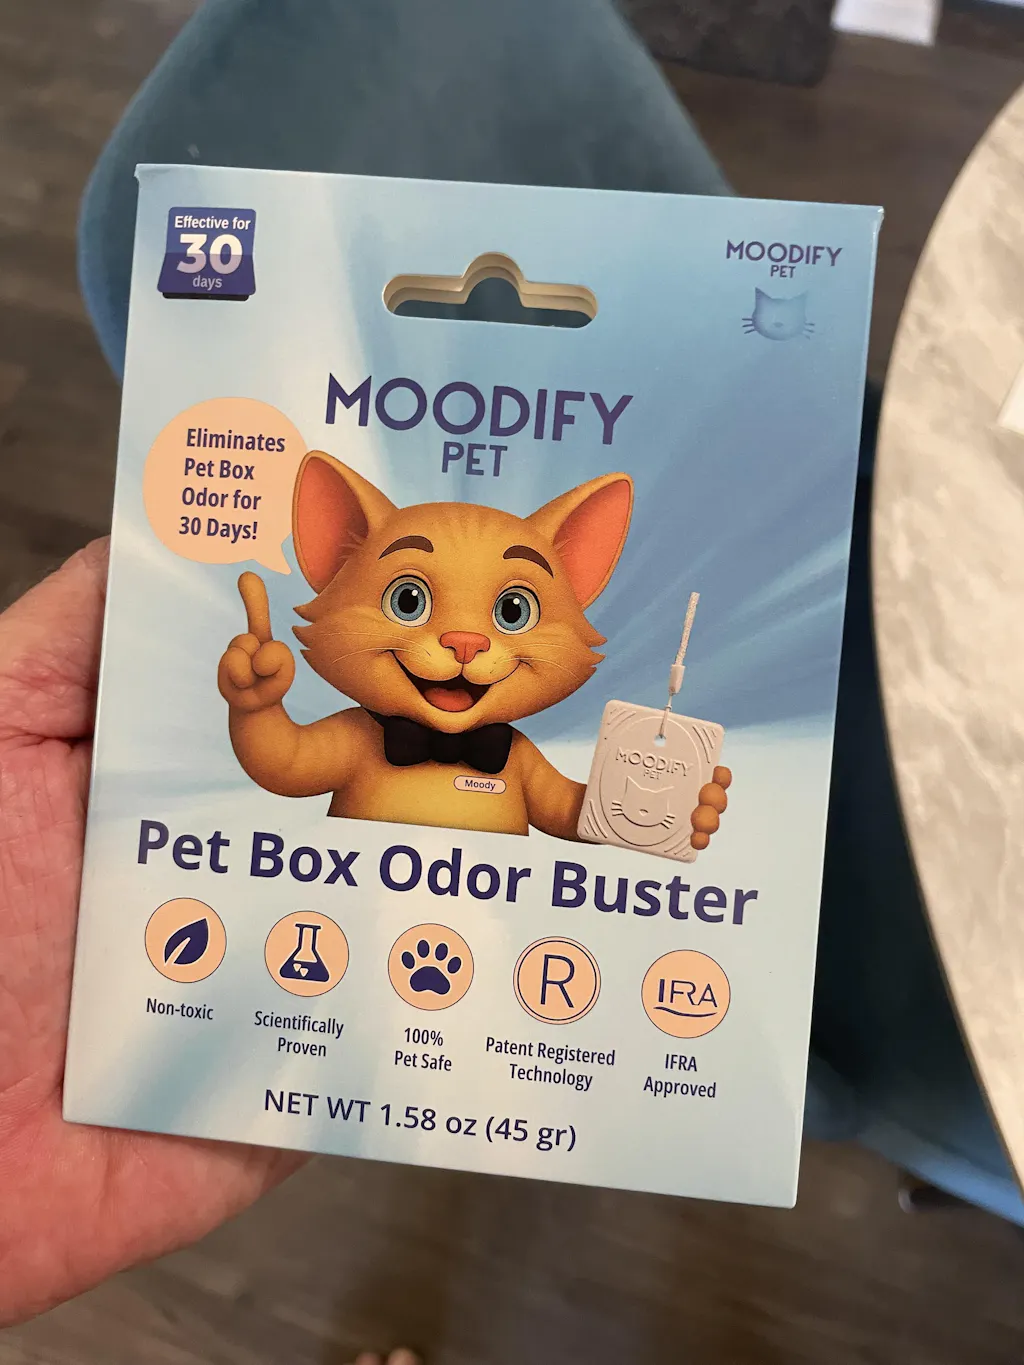 Effective for
30
days
MOODIFY
PET
MOODIFY
PET
Eliminates
Pet Box
Odor for
30 Days!
MOODIFY
PET
Moody
Pet Box Odor Buster
Non-toxic
Scientifically
Proven
100%
Pet Safe
R
Patent Registered
Technology
IFRA
IFRA
Approved
NET WT 1.58 oz (45 gr)